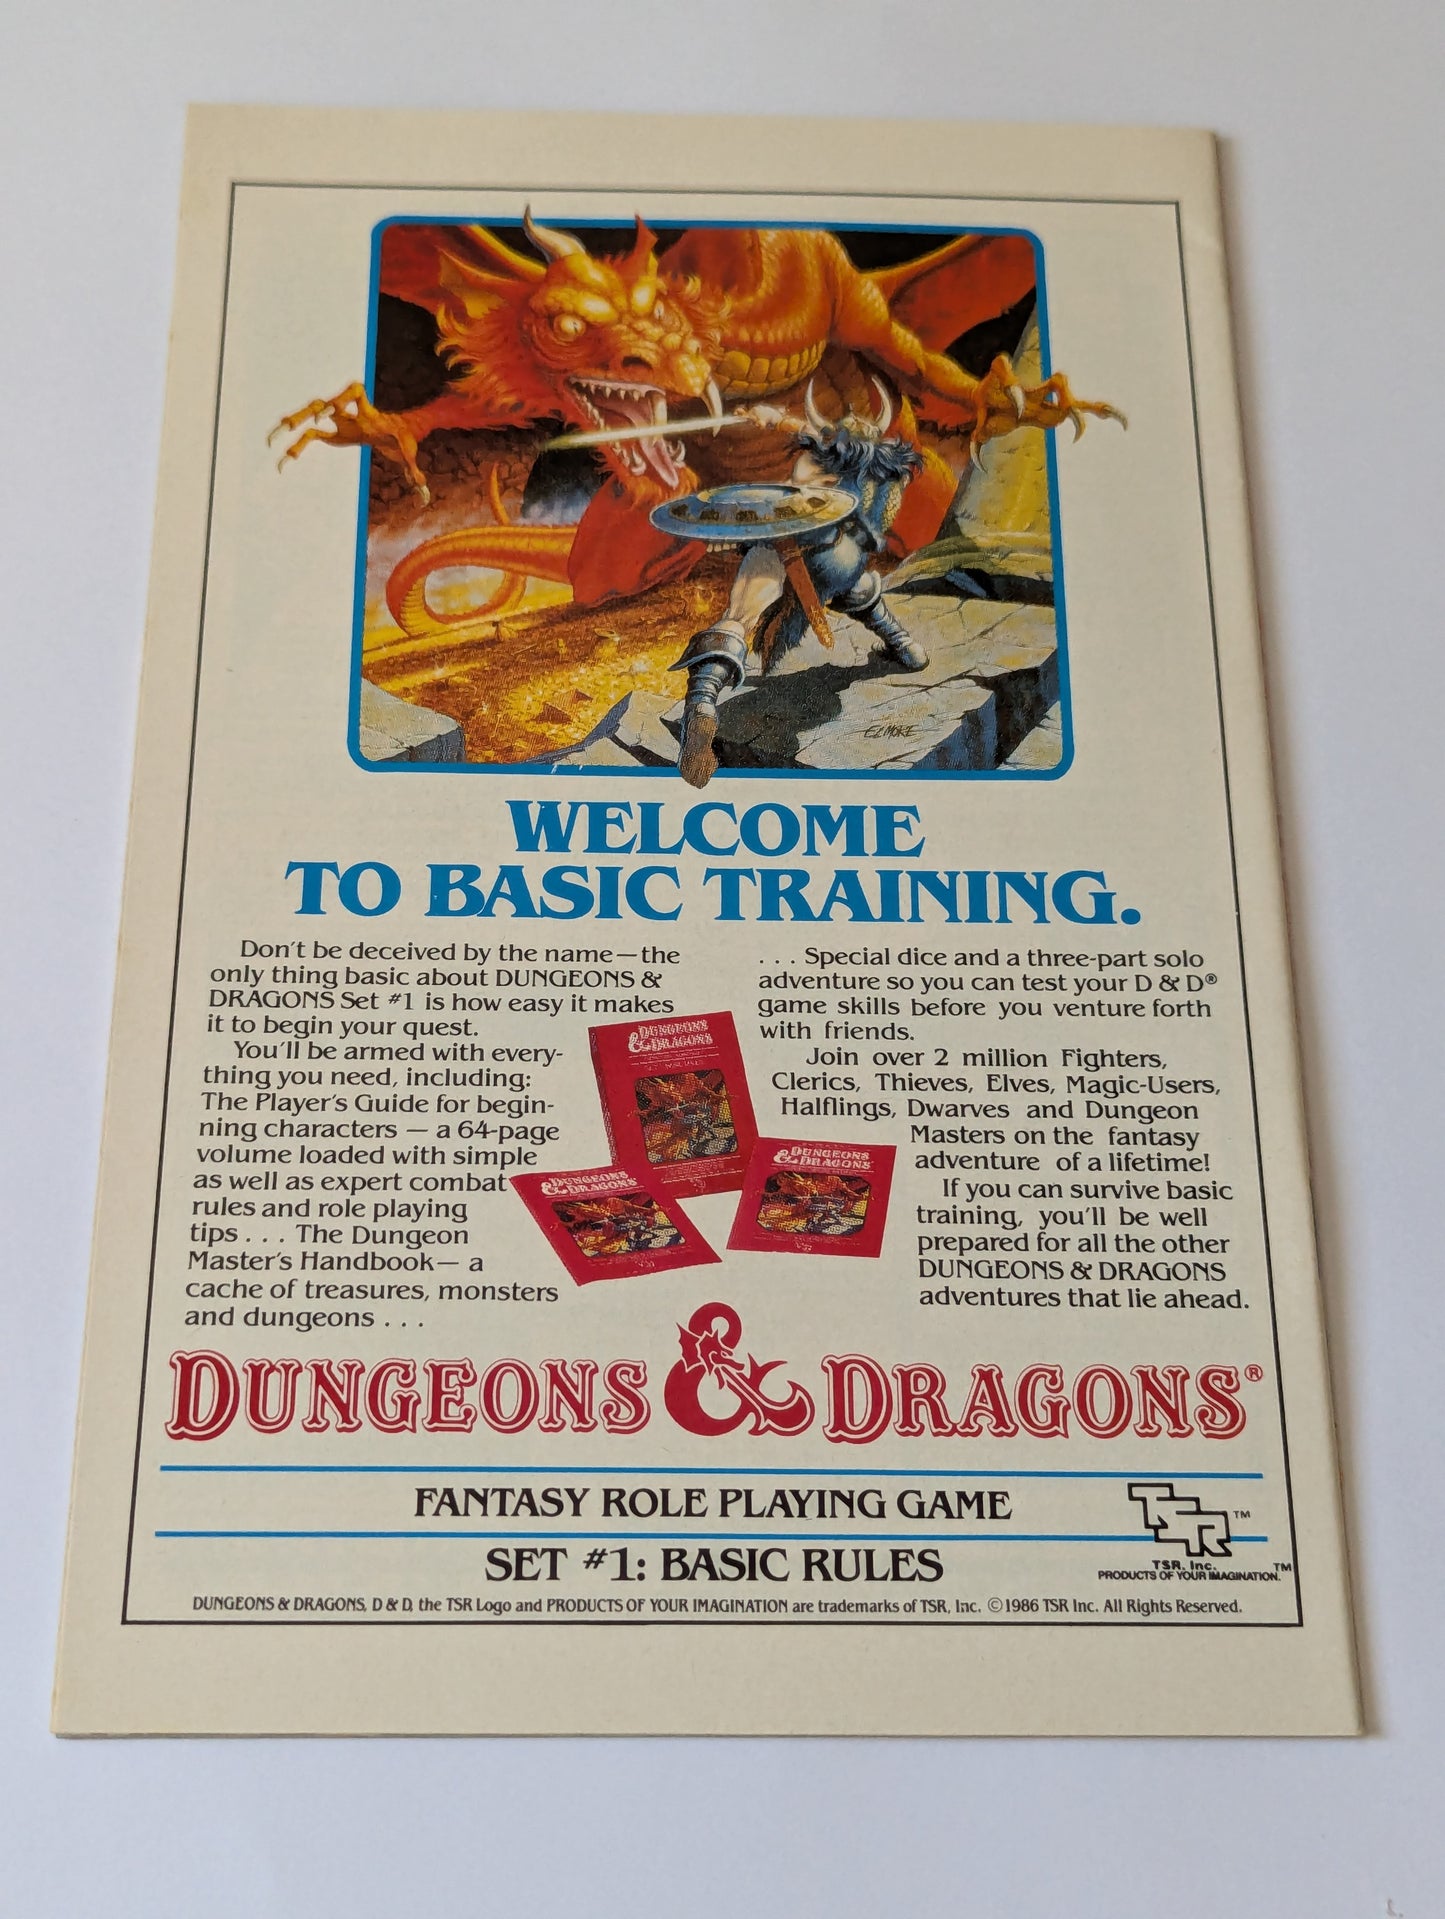 ELMORE
WELCOME
TO BASIC TRAINING.
Don't be deceived by the name—the
only thing basic about DUNGEONS &
DRAGONS Set #1 is how easy it makes
it to begin your quest.
You'll be armed with every-
thing you need, including:
The Player's Guide for begin-
ning characters — a 64-page
volume loaded with simple
as well as expert combat
rules and role playing
tips . . . The Dungeon
Master's Handbook— a
cache of treasures, monsters
and dungeons . . .
. . . Special dice and a three-part solo
adventure so you can test your D & D®
game skills before you venture forth
with friends.
Join over 2 million Fighters,
Clerics, Thieves, Elves, Magic-Users,
Halflings, Dwarves and Dungeon
Masters on the fantasy
adventure of a lifetime!
If you can survive basic
training, you'll be well
prepared for all the other
DUNGEONS & DRAGONS
adventures that lie ahead.
DUNGEONS
& DRAGONS
DUNGEONS
& DRAGONS
DUNGEONS
& DRAGONS
DUNGEONS & DRAGONS®
FANTASY ROLE PLAYING GAME
SET #1: BASIC RULES
TSR™
TSR, Inc.
PRODUCTS OF YOUR IMAGINATION.™
DUNGEONS & DRAGONS, D & D, the TSR Logo and PRODUCTS OF YOUR IMAGINATION are trademarks of TSR, Inc. ©1986 TSR Inc. All Rights Reserved.